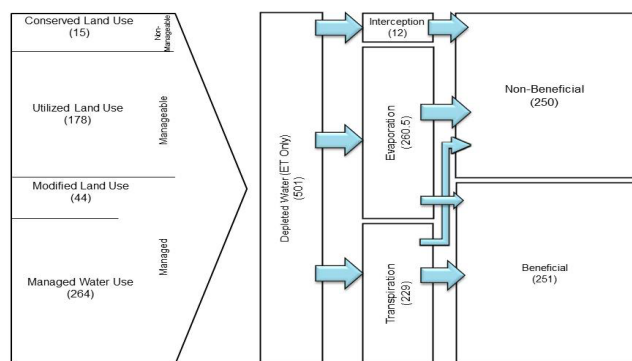 Conserved Land Use
(15)
Non-
Manageable
Utilized Land Use
(178)
Manageable
Modified Land Use
(44)
Managed
Managed Water Use
(264)
Depleted Water (ET Only)
(501)
Interception
(12)
Evaporation
(260.5)
Transpiration
(229)
Non-Beneficial
(250)
Beneficial
(251)